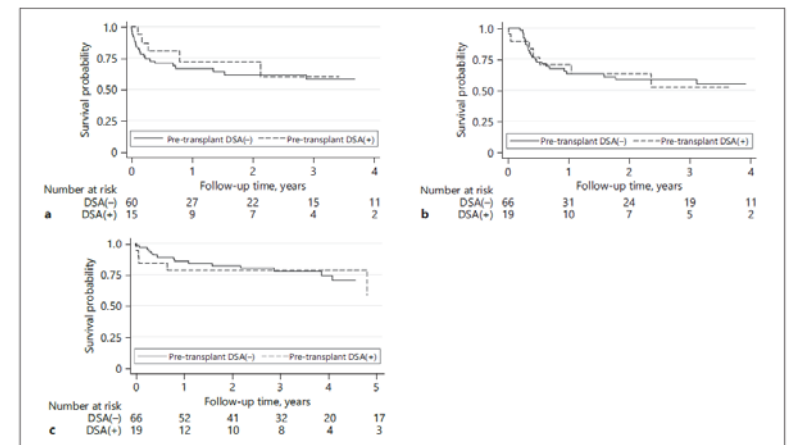 1.0
0.75
0.50
0.25
0
Survival probability
Pre-transplant DSA(−) Pre-transplant DSA(+)
0 1 2 3 4
Follow-up time, years
Number at risk
DSA(−) 60 27 22 15 11
a DSA(+) 15 9 7 4 2
1.0
0.75
0.50
0.25
0
Survival probability
Pre-transplant DSA(−) Pre-transplant DSA(+)
0 1 2 3 4
Follow-up time, years
Number at risk
DSA(−) 66 31 24 19 11
b DSA(+) 19 10 7 5 2
1.0
0.75
0.50
0.25
0
Survival probability
Pre-transplant DSA(−) Pre-transplant DSA(+)
0 1 2 3 4 5
Follow-up time, years
Number at risk
DSA(−) 66 52 41 32 20 17
c DSA(+) 19 12 10 8 4 3